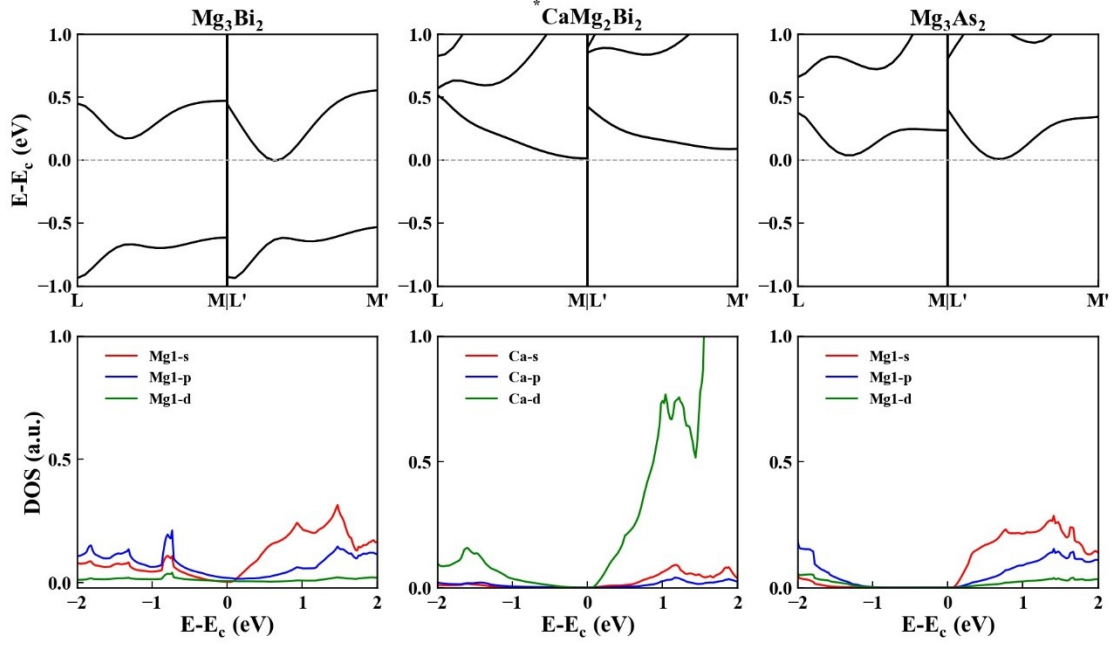 Mg₃Bi₂
*CaMg₂Bi₂
Mg₃As₂
E-E_c (eV)
1.0
0.5
0.0
−0.5
−1.0
L M|L' M'
1.0
0.5
0.0
−0.5
−1.0
L M|L' M'
1.0
0.5
0.0
−0.5
−1.0
L M|L' M'
DOS (a.u.)
1.0
0.5
0.0
Mg1-s
Mg1-p
Mg1-d
−2 −1 0 1 2
E-E_c (eV)
1.0
0.5
0.0
Ca-s
Ca-p
Ca-d
−2 −1 0 1 2
E-E_c (eV)
1.0
0.5
0.0
Mg1-s
Mg1-p
Mg1-d
−2 −1 0 1 2
E-E_c (eV)